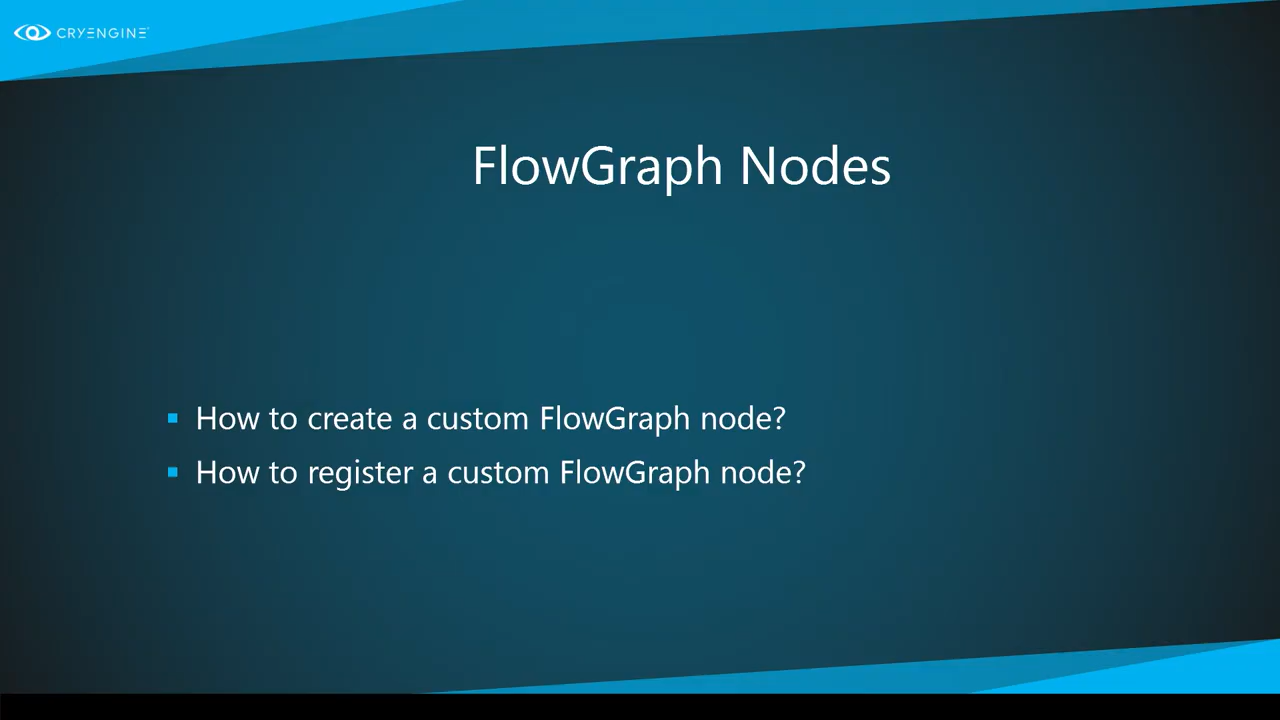 CRYENGINE
FlowGraph Nodes
How to create a custom FlowGraph node?
How to register a custom FlowGraph node?